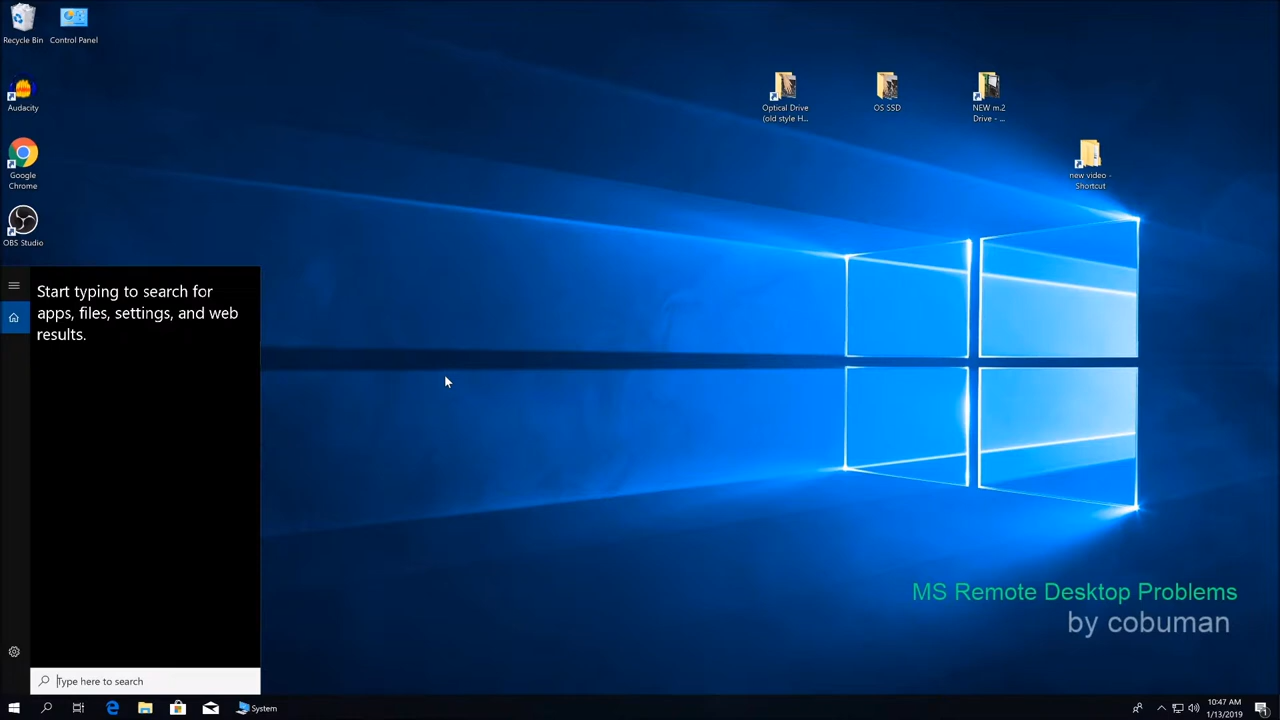 Recycle Bin
Control Panel
Audacity
Google
Chrome
OBS Studio
Optical Drive
(old style H...
OS SSD
NEW m.2
Drive - ...
new video -
Shortcut
Start typing to search for
apps, files, settings, and web
results.
MS Remote Desktop Problems
by cobuman
Type here to search
System
10:47 AM
1/13/2019
1